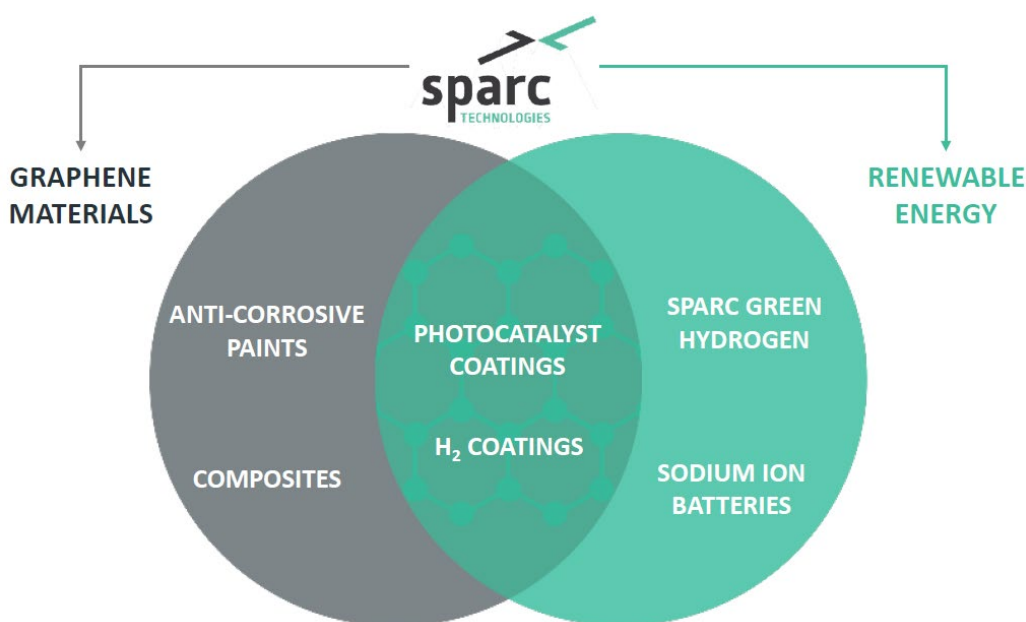 sparc
TECHNOLOGIES
GRAPHENE
MATERIALS
RENEWABLE
ENERGY
ANTI-CORROSIVE
PAINTS
COMPOSITES
PHOTOCATALYST
COATINGS
H₂ COATINGS
SPARC GREEN
HYDROGEN
SODIUM ION
BATTERIES